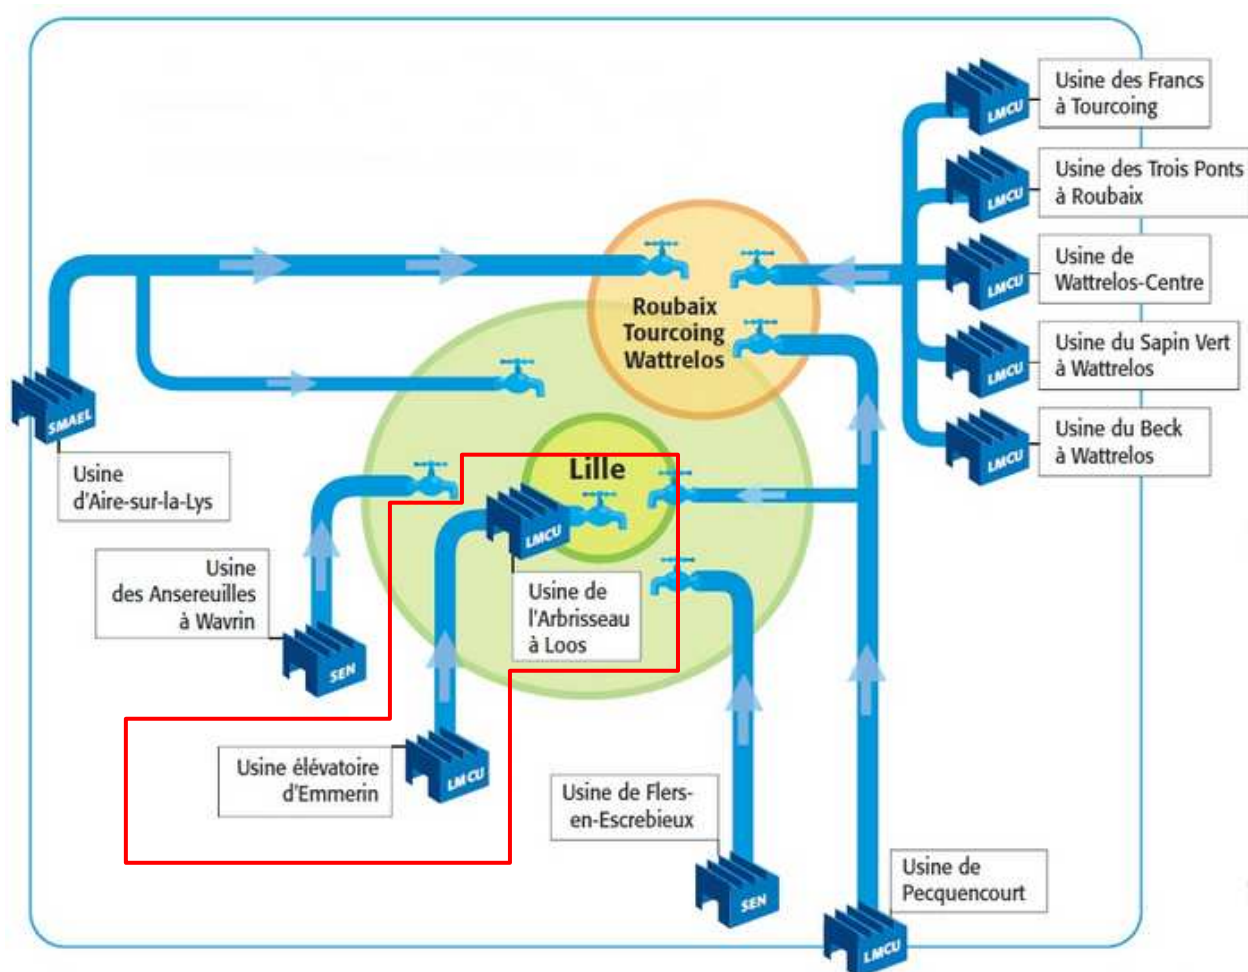 LMCU
Usine des Francs
à Tourcoing
LMCU
Usine des Trois Ponts
à Roubaix
LMCU
Usine de
Wattrelos-Centre
LMCU
Usine du Sapin Vert
à Wattrelos
LMCU
Usine du Beck
à Wattrelos
Roubaix
Tourcoing
Wattrelos
SMAEL
Usine
d'Aire-sur-la-Lys
Lille
LMCU
Usine de
l'Arbrisseau
à Loos
Usine
des Ansereuilles
à Wavrin
SEN
Usine élévatoire
d'Emmerin
LMCU
Usine de Flers-
en-Escrebieux
SEN
Usine de
Pecquencourt
LMCU